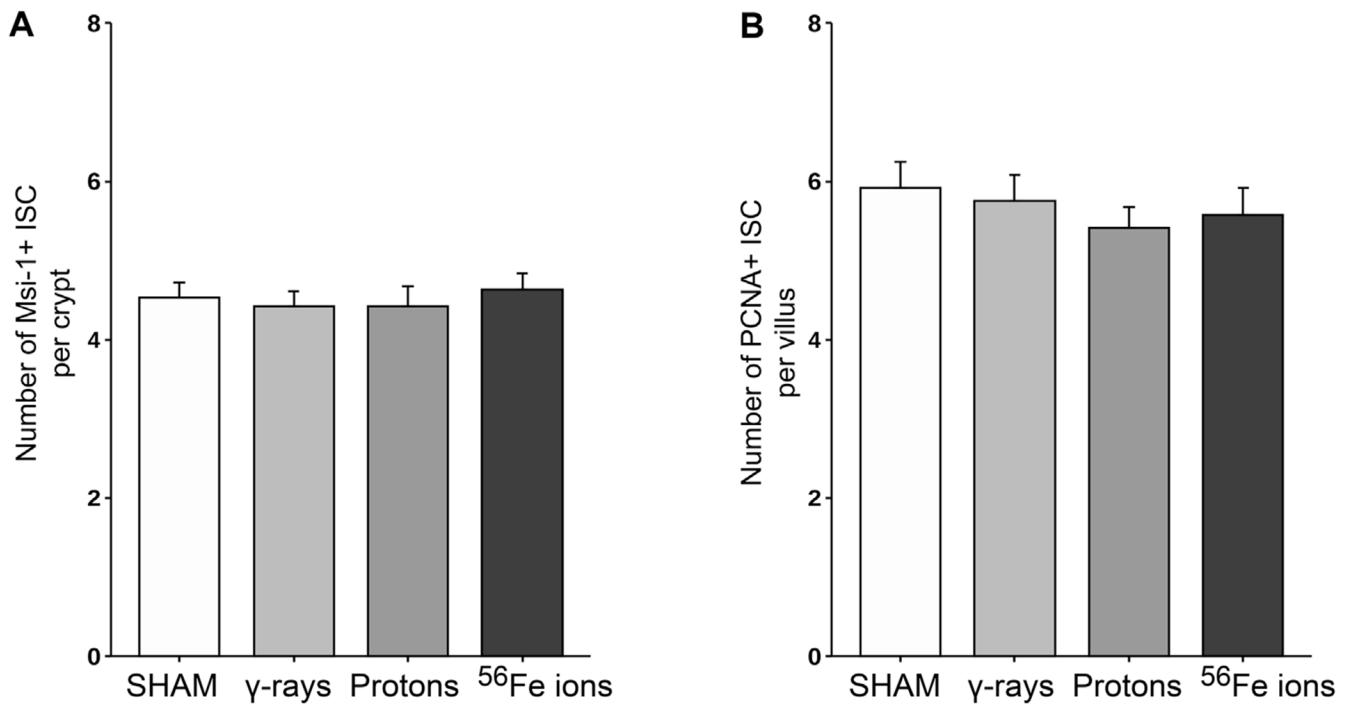 A
8
6
4
2
0
Number of Msi-1+ ISC
per crypt
SHAM γ-rays Protons ⁵⁶Fe ions
B
8
6
4
2
0
Number of PCNA+ ISC
per villus
SHAM γ-rays Protons ⁵⁶Fe ions